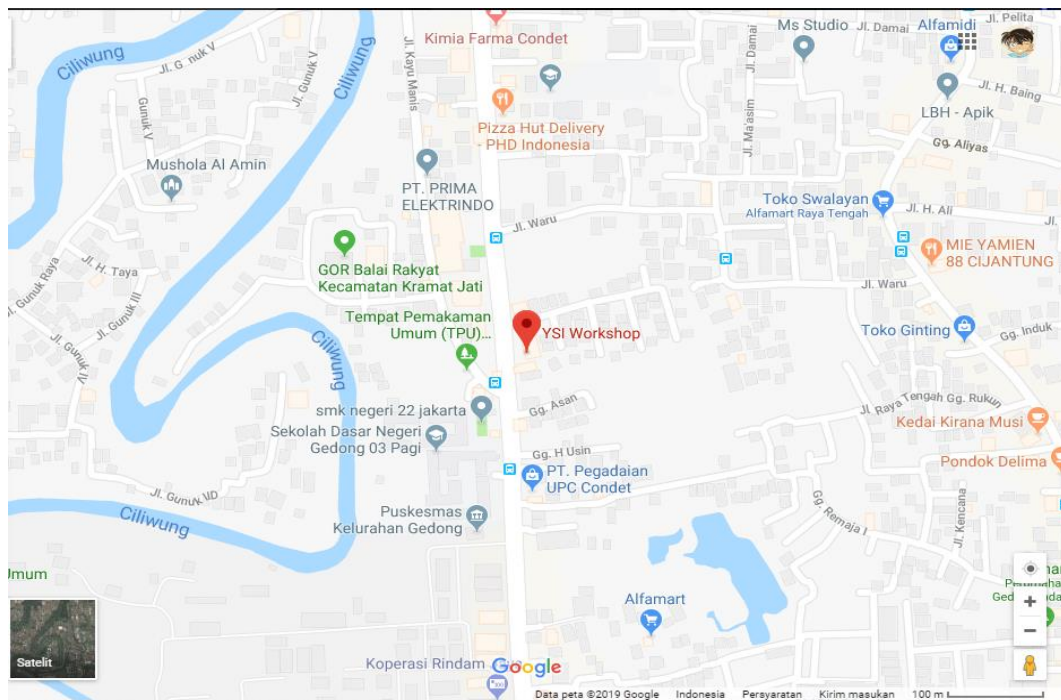 Kimia Farma Condet
Ms Studio
Jl. Damai
Alfamidi
Jl. Pelita
Ciliwung
Ciliwung
Jl. Gunuk V
Jl. Kayu Manis
Jl. Damai
Jl. H. Baing
Gunuk V
Pizza Hut Delivery
- PHD Indonesia
Jl. Ma'asim
LBH - Apik
Gg. Aliyas
Mushola Al Amin
PT. PRIMA
ELEKTRINDO
Toko Swalayan
Alfamart Raya Tengah
Jl. H. Ali
Jl. Waru
MIE YAMIEN
88 CIJANTUNG
Jl. Gunuk Raya
Jl. H. Taya
GOR Balai Rakyat
Kecamatan Kramat Jati
Jl. Waru
Jl. Gunuk III
Tempat Pemakaman
Umum (TPU)...
YSI Workshop
Toko Ginting
Gg. Induk
Jl. Gunuk VI
Ciliwung
smk negeri 22 jakarta
Gg. Asan
Jl Raya Tengah Gg. Rukun
Sekolah Dasar Negeri
Gedong 03 Pagi
Kedai Kirana Musi
Gg. H Usin
PT. Pegadaian
UPC Condet
Pondok Delima
Ciliwung
Puskesmas
Kelurahan Gedong
Gg. Remaja I
Jl. Kencana
Umum
Alfamart
Satelit
Koperasi Rindam
Google
Data peta ©2019 Google
Indonesia
Persyaratan
Kirim masukan
100 m